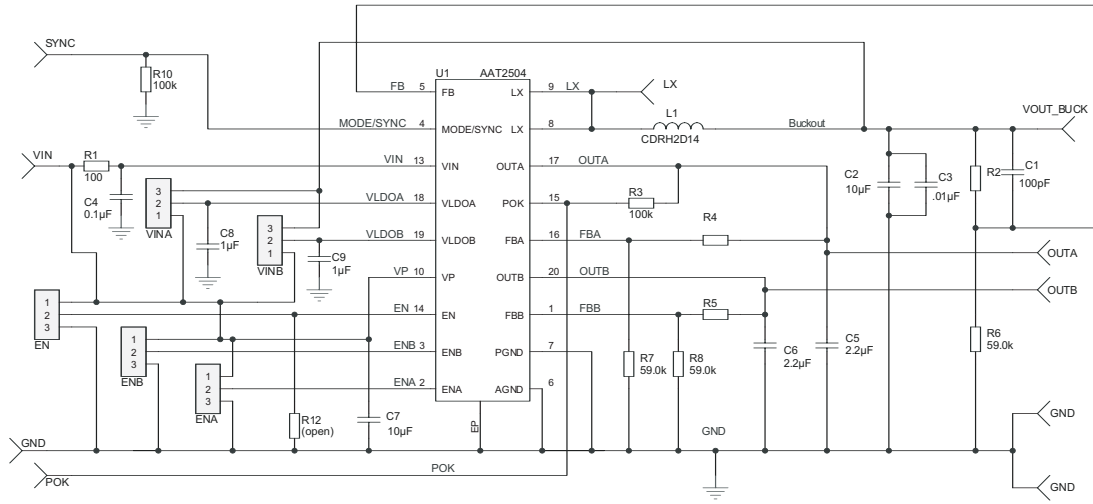 SYNC
R10
100k
U1
AAT2504
FB
5
FB
LX
9
LX
LX
MODE/SYNC
4
MODE/SYNC
LX
8
L1
CDRH2D14
Buckout
VOUT_BUCK
VIN
R1
100
VIN
13
VIN
OUTA
17
OUTA
C4
0.1µF
3
2
1
VINA
VLDOA
18
VLDOA
POK
15
R3
100k
C2
10µF
C3
.01µF
R2
C1
100pF
C8
1µF
3
2
1
VINB
VLDOB
19
VLDOB
FBA
16
FBA
R4
OUTA
C9
1µF
VP
10
VP
OUTB
20
OUTB
OUTB
1
2
3
EN
EN
14
EN
FBB
1
FBB
R5
1
2
3
ENB
ENB
3
ENB
PGND
7
R7
59.0k
R8
59.0k
C6
2.2µF
C5
2.2µF
R6
59.0k
1
2
3
ENA
ENA
2
ENA
AGND
6
R12
(open)
C7
10µF
EP
GND
GND
GND
POK
POK
GND